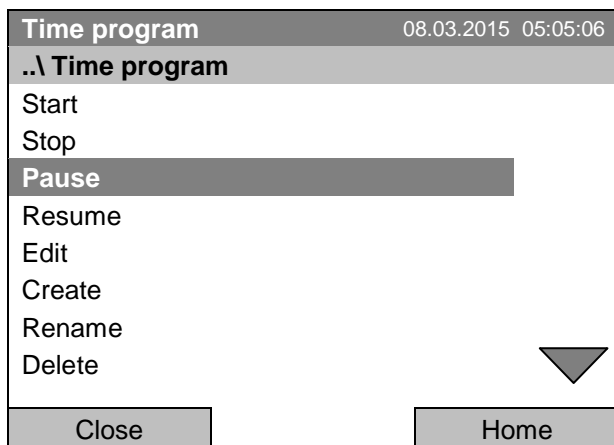 Time program 08.03.2015 05:05:06
..\ Time program
Start
Stop
Pause
Resume
Edit
Create
Rename
Delete
Close Home